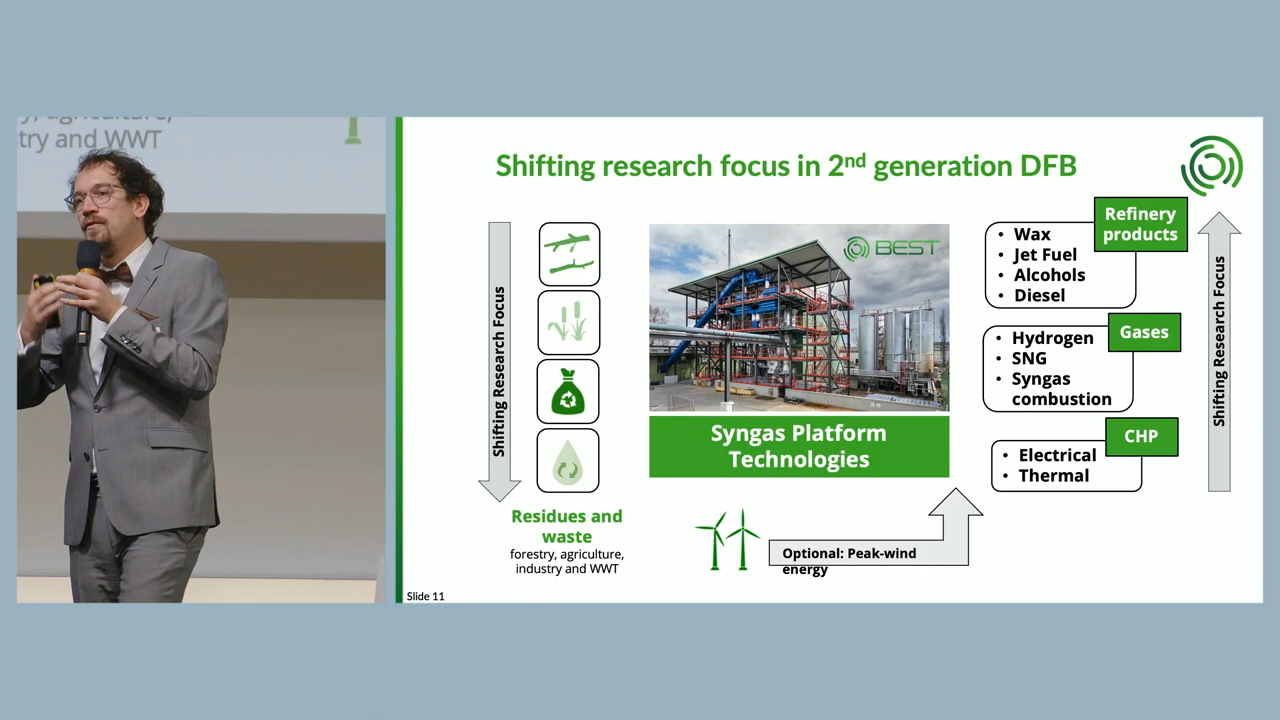 y, agriculture,
try and WWT
Shifting research focus in 2nd generation DFB
Shifting Research Focus
Residues and
waste
forestry, agriculture,
industry and WWT
BEST
Syngas Platform
Technologies
Optional: Peak-wind
energy
Refinery
products
• Wax
• Jet Fuel
• Alcohols
• Diesel
Gases
• Hydrogen
• SNG
• Syngas
combustion
CHP
• Electrical
• Thermal
Shifting Research Focus
Slide 11